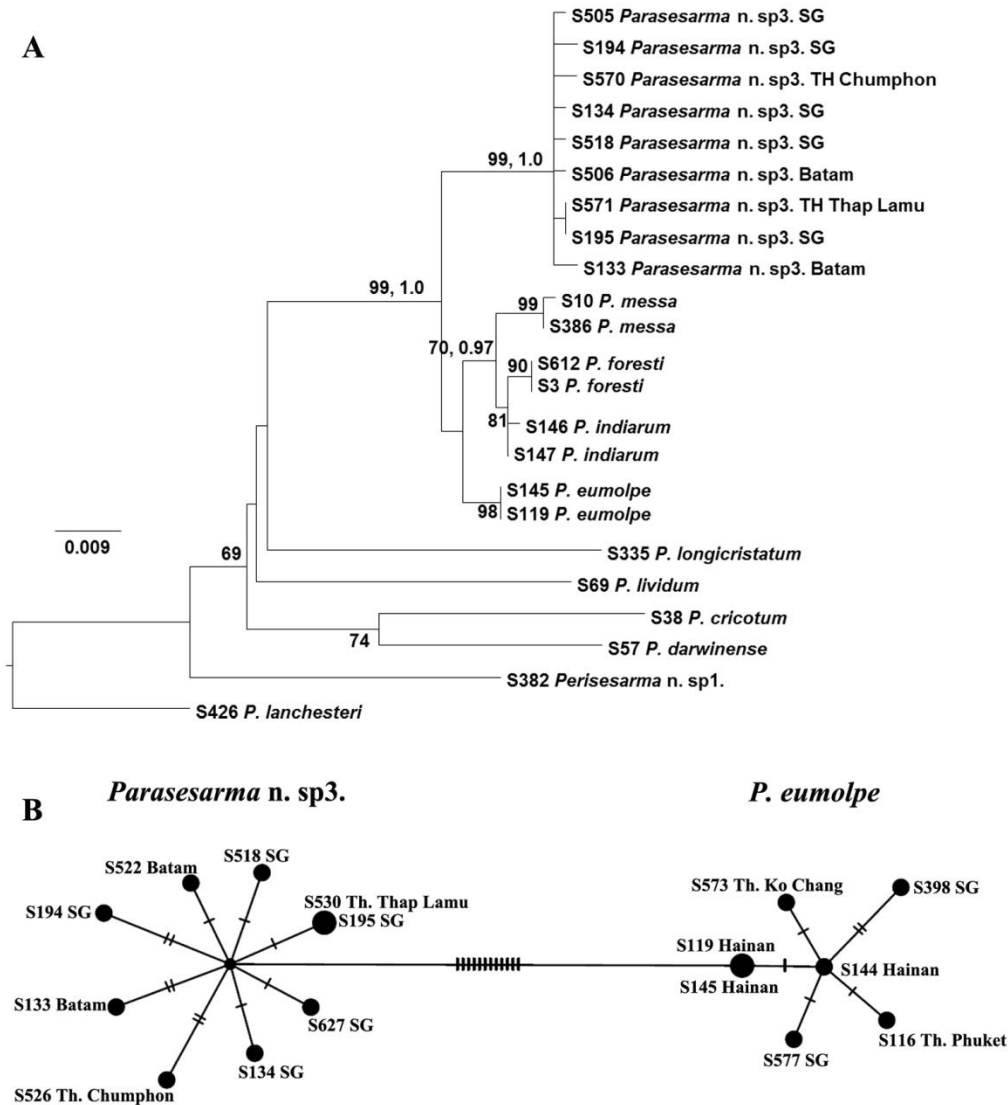 A
S505 Parasesarma n. sp3. SG
S194 Parasesarma n. sp3. SG
S570 Parasesarma n. sp3. TH Chumphon
S134 Parasesarma n. sp3. SG
S518 Parasesarma n. sp3. SG
99, 1.0
S506 Parasesarma n. sp3. Batam
S571 Parasesarma n. sp3. TH Thap Lamu
S195 Parasesarma n. sp3. SG
S133 Parasesarma n. sp3. Batam
99, 1.0
99
S10 P. messa
S386 P. messa
70, 0.97
90
S612 P. foresti
S3 P. foresti
81
S146 P. indiarum
S147 P. indiarum
S145 P. eumolpe
98
S119 P. eumolpe
0.009
69
S335 P. longicristatum
S69 P. lividum
S38 P. cricotum
74
S57 P. darwinense
S382 Perisesarma n. sp1.
S426 P. lanchesteri
B
Parasesarma n. sp3.
P. eumolpe
S522 Batam
S518 SG
S530 Th. Thap Lamu
S195 SG
S194 SG
S133 Batam
S627 SG
S134 SG
S526 Th. Chumphon
S573 Th. Ko Chang
S398 SG
S119 Hainan
S145 Hainan
S144 Hainan
S116 Th. Phuket
S577 SG